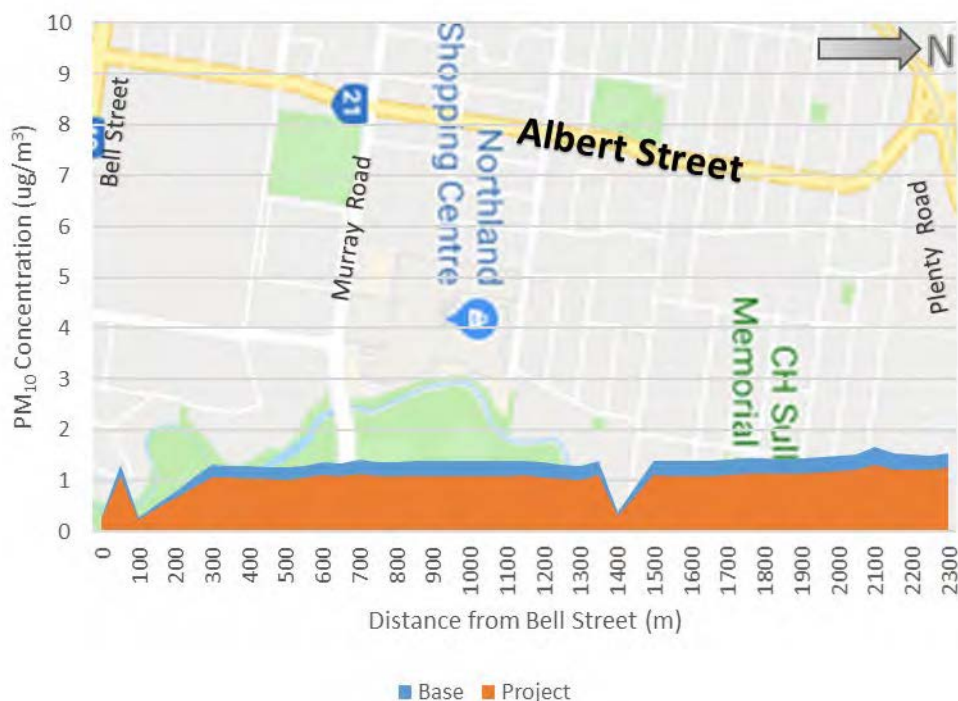 PM10 Concentration (ug/m³)
10
9
8
7
6
5
4
3
2
1
0
N
Bell Street
21
Murray Road
Northland
Shopping Centre
Albert Street
Plenty Road
CH Sull
Memorial
0
100
200
300
400
500
600
700
800
900
1000
1100
1200
1300
1400
1500
1600
1700
1800
1900
2000
2100
2200
2300
Distance from Bell Street (m)
Base
Project